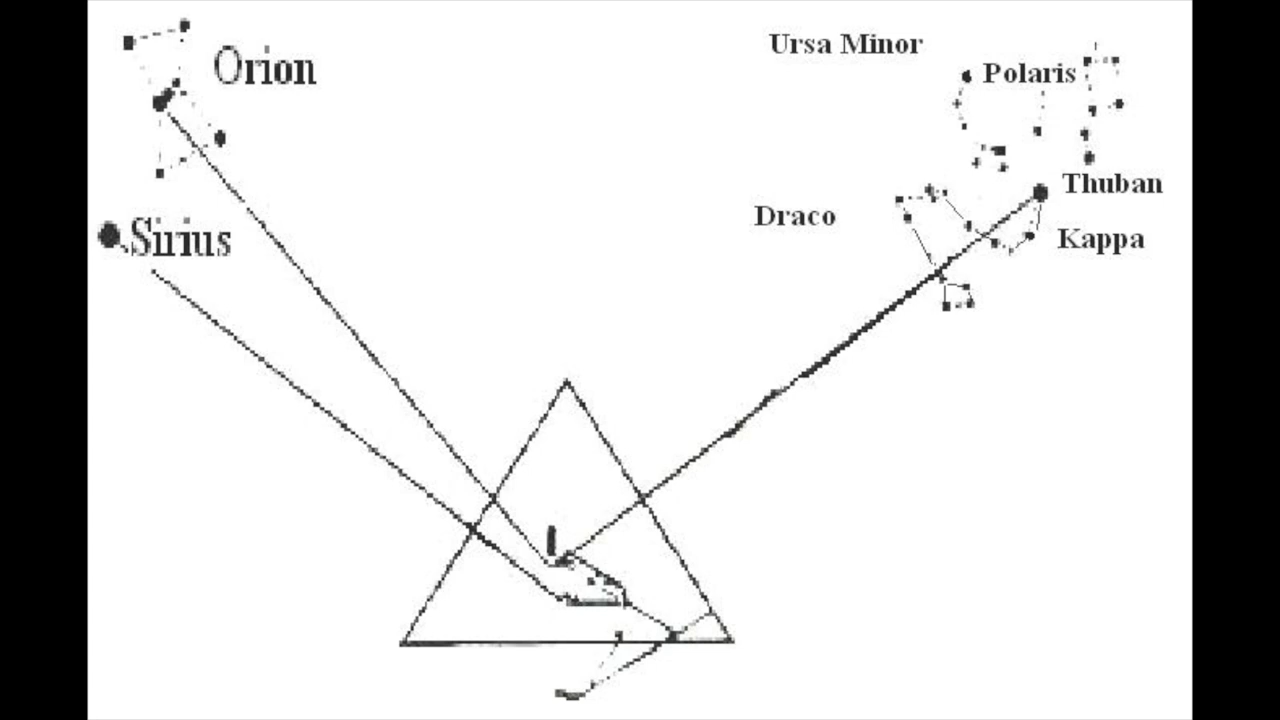 Orion
Sirius
Ursa Minor
Polaris
Thuban
Draco
Kappa